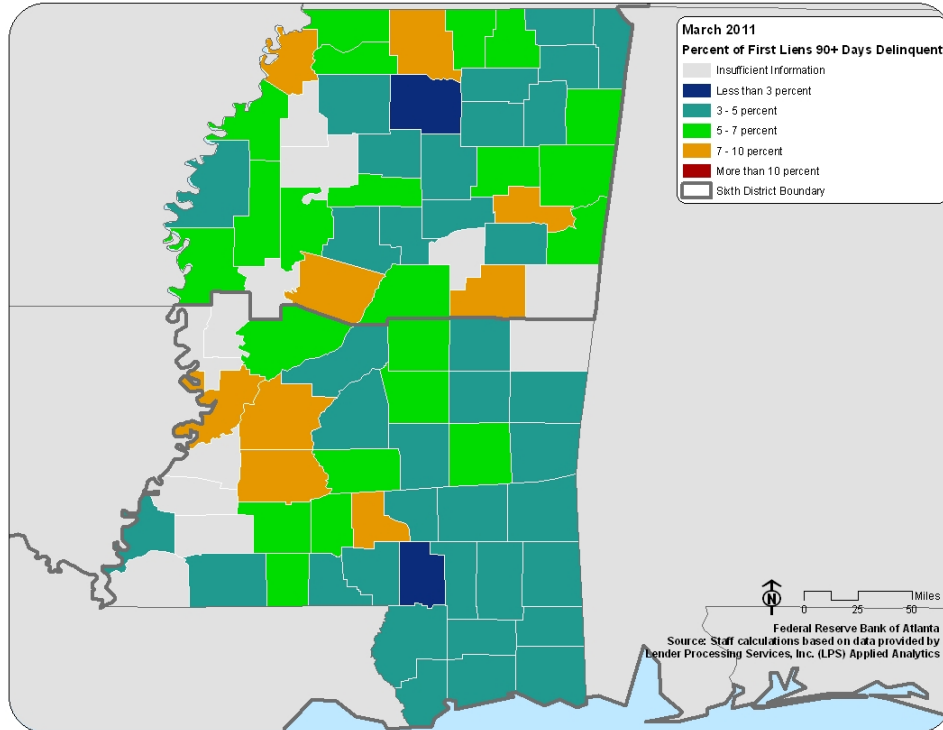 March 2011
Percent of First Liens 90+ Days Delinquent
Insufficient Information
Less than 3 percent
3 - 5 percent
5 - 7 percent
7 - 10 percent
More than 10 percent
Sixth District Boundary
N
Miles
0 25 50
Federal Reserve Bank of Atlanta
Source: Staff calculations based on data provided by
Lender Processing Services, Inc. (LPS) Applied Analytics